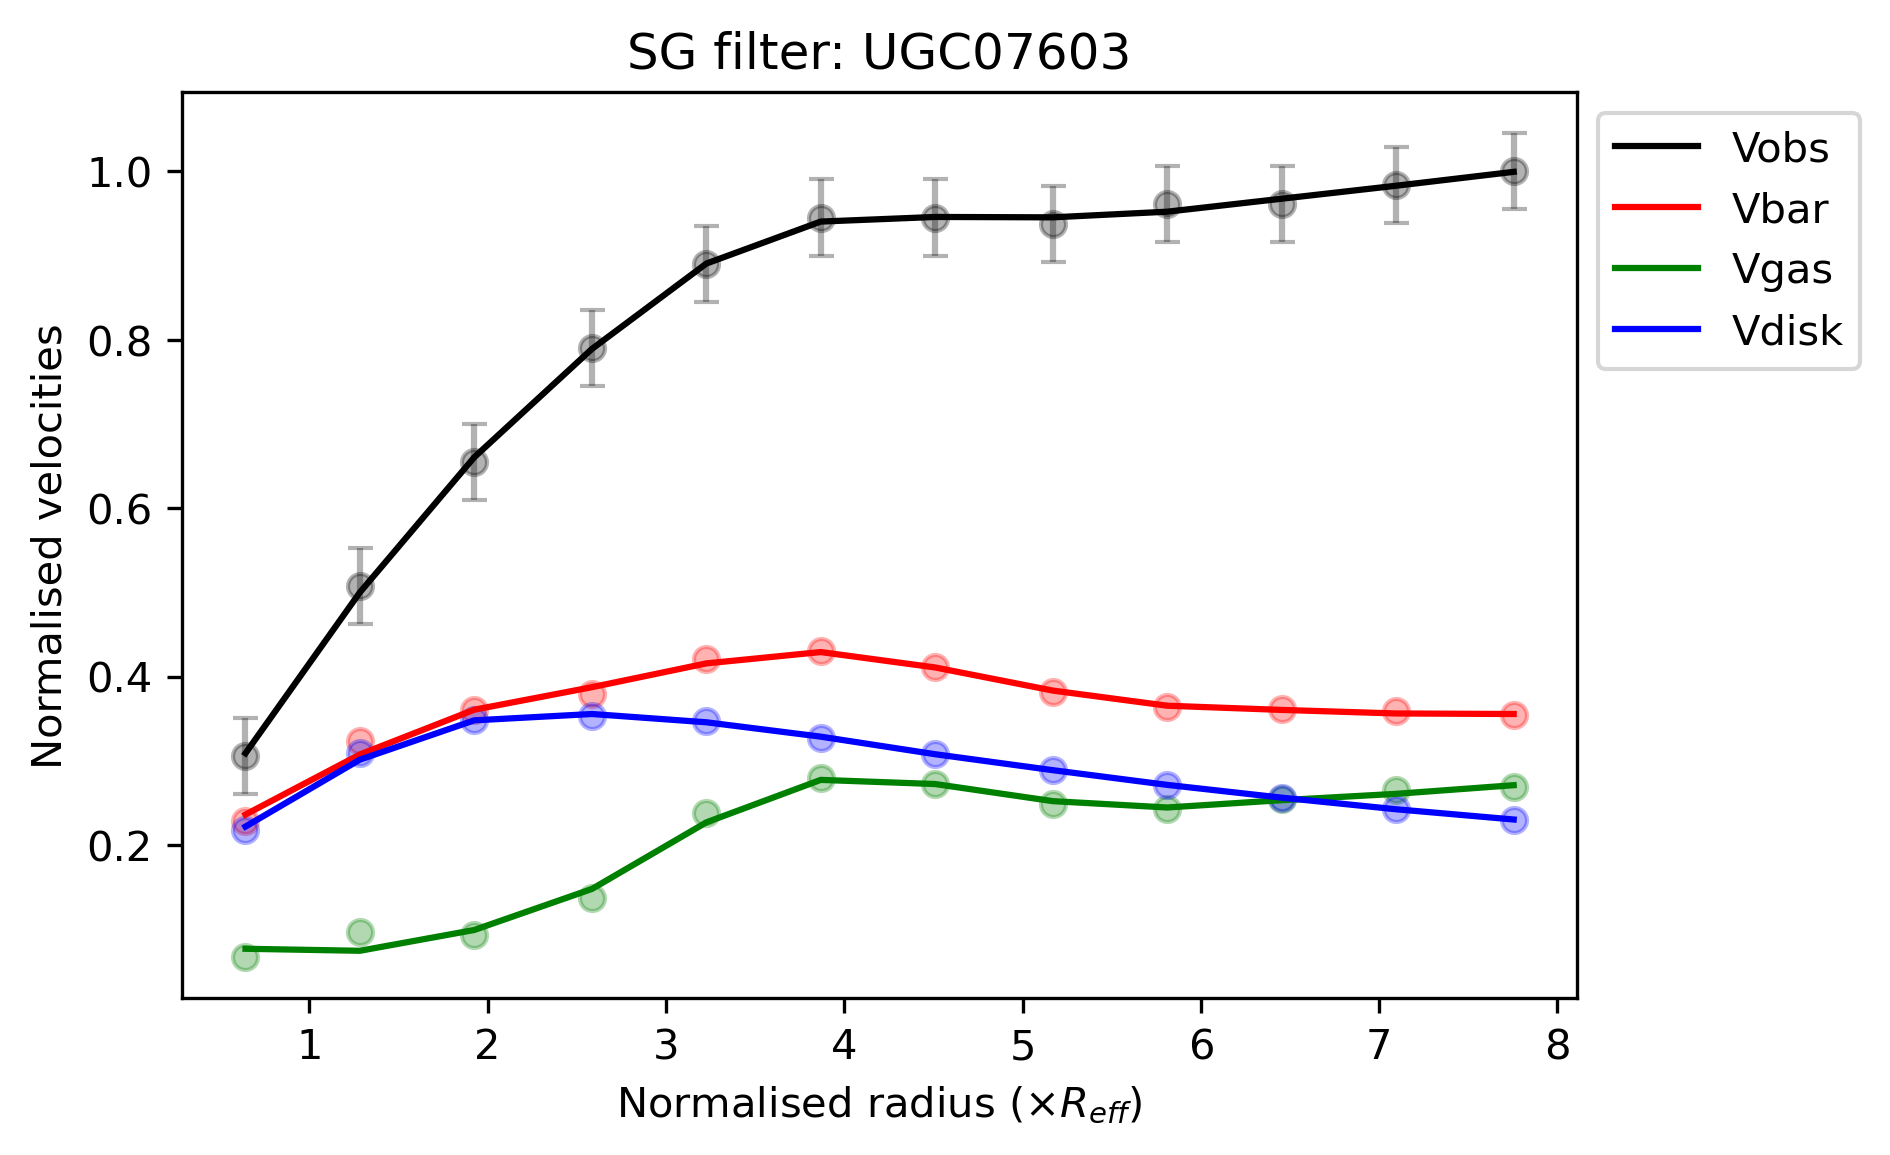 SG filter: UGC07603
Normalised velocities
1.0
0.8
0.6
0.4
0.2
1 2 3 4 5 6 7 8
Normalised radius (×R_eff)
Vobs
Vbar
Vgas
Vdisk